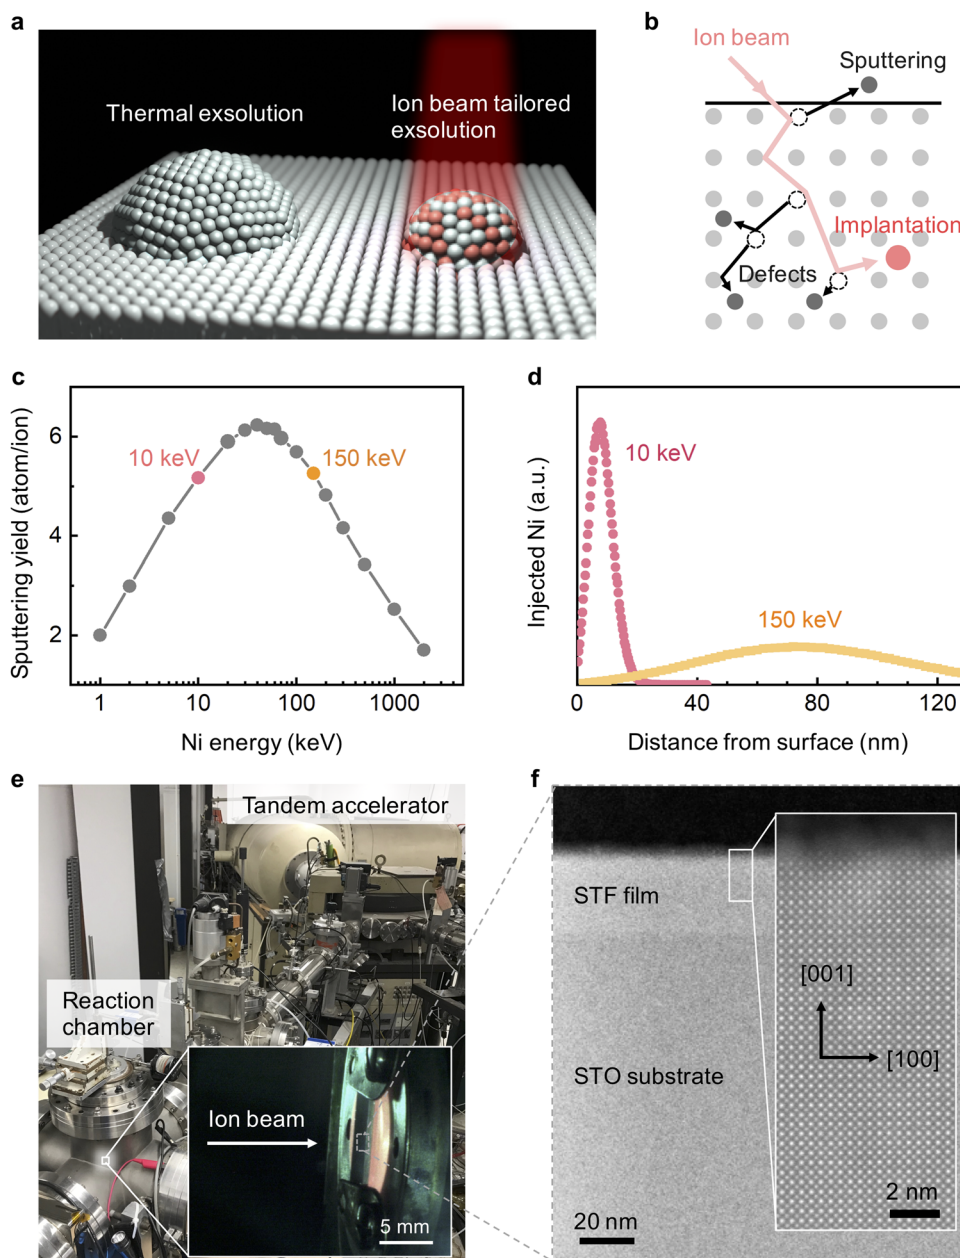 a
Thermal exsolution
Ion beam tailored
exsolution
b
Ion beam
Sputtering
Implantation
Defects
c
Sputtering yield (atom/ion)
6
4
2
10 keV
150 keV
1
10
100
1000
Ni energy (keV)
d
Injected Ni (a.u.)
10 keV
150 keV
0
40
80
120
Distance from surface (nm)
e
Tandem accelerator
Reaction
chamber
Ion beam
5 mm
f
STF film
[001]
[100]
STO substrate
2 nm
20 nm